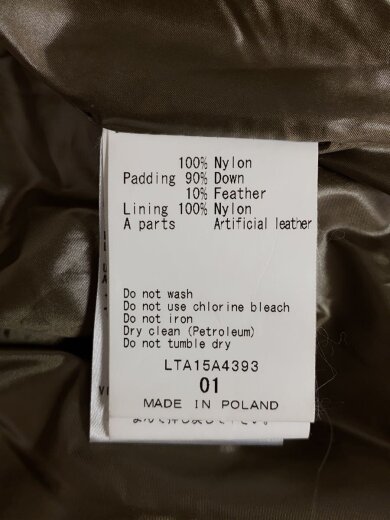 100% Nylon
Padding 90% Down
10% Feather
Lining 100% Nylon
A parts Artificial leather
Do not wash
Do not use chlorine bleach
Do not iron
Dry clean (Petroleum)
Do not tumble dry
LTA15A4393
01
MADE IN POLAND